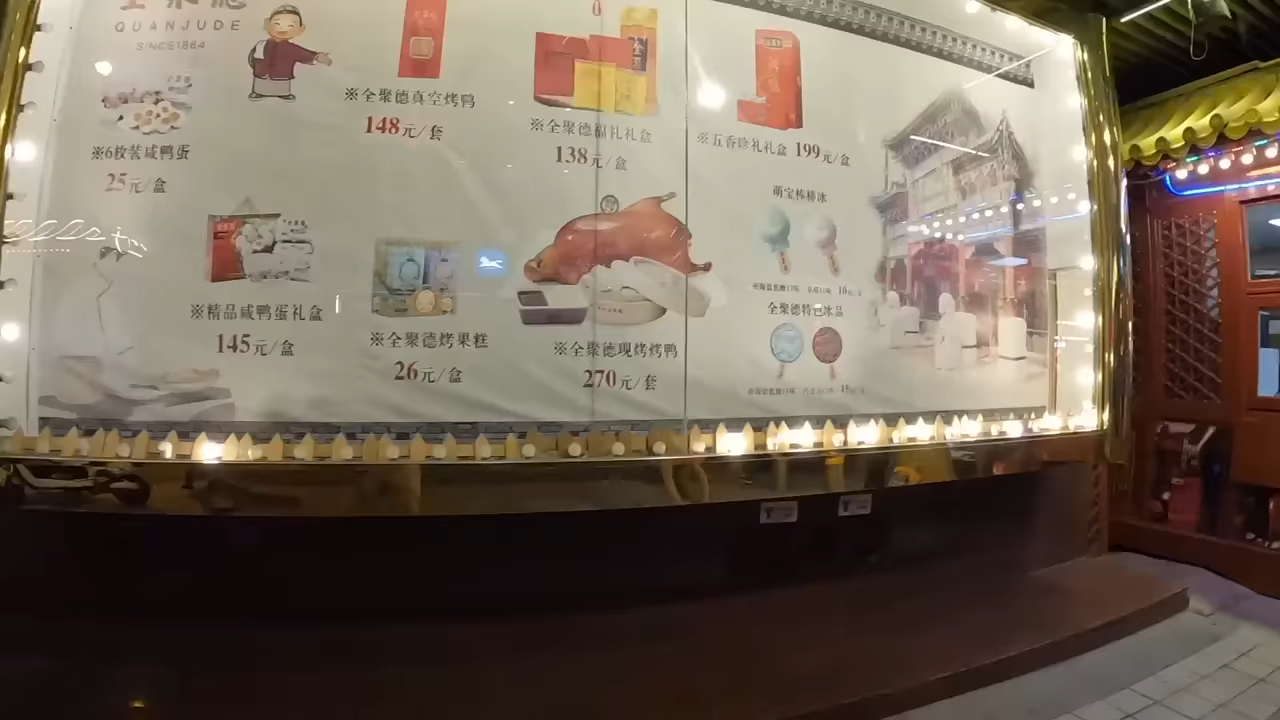 QUANJUDE
SINCE1864
※6枚装咸鸭蛋
25元/盒
※全聚德真空烤鸭
148元/套
※全聚德福礼礼盒
138元/盒
※五香珍礼礼盒 199元/盒
※精品咸鸭蛋礼盒
145元/盒
※全聚德烤果糕
26元/盒
※全聚德现烤烤鸭
270元/套
萌宝棒棒冰
全聚德特色冰品